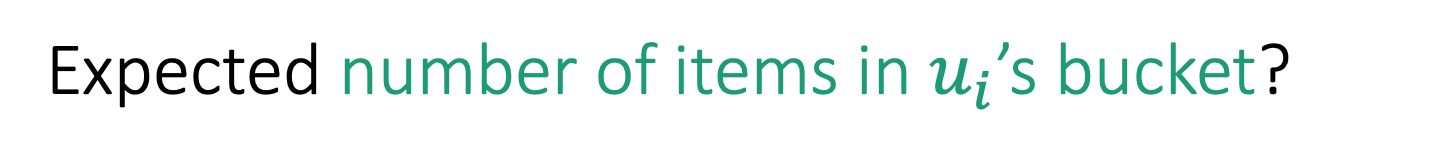 Expected number of items in uᵢ’s bucket?